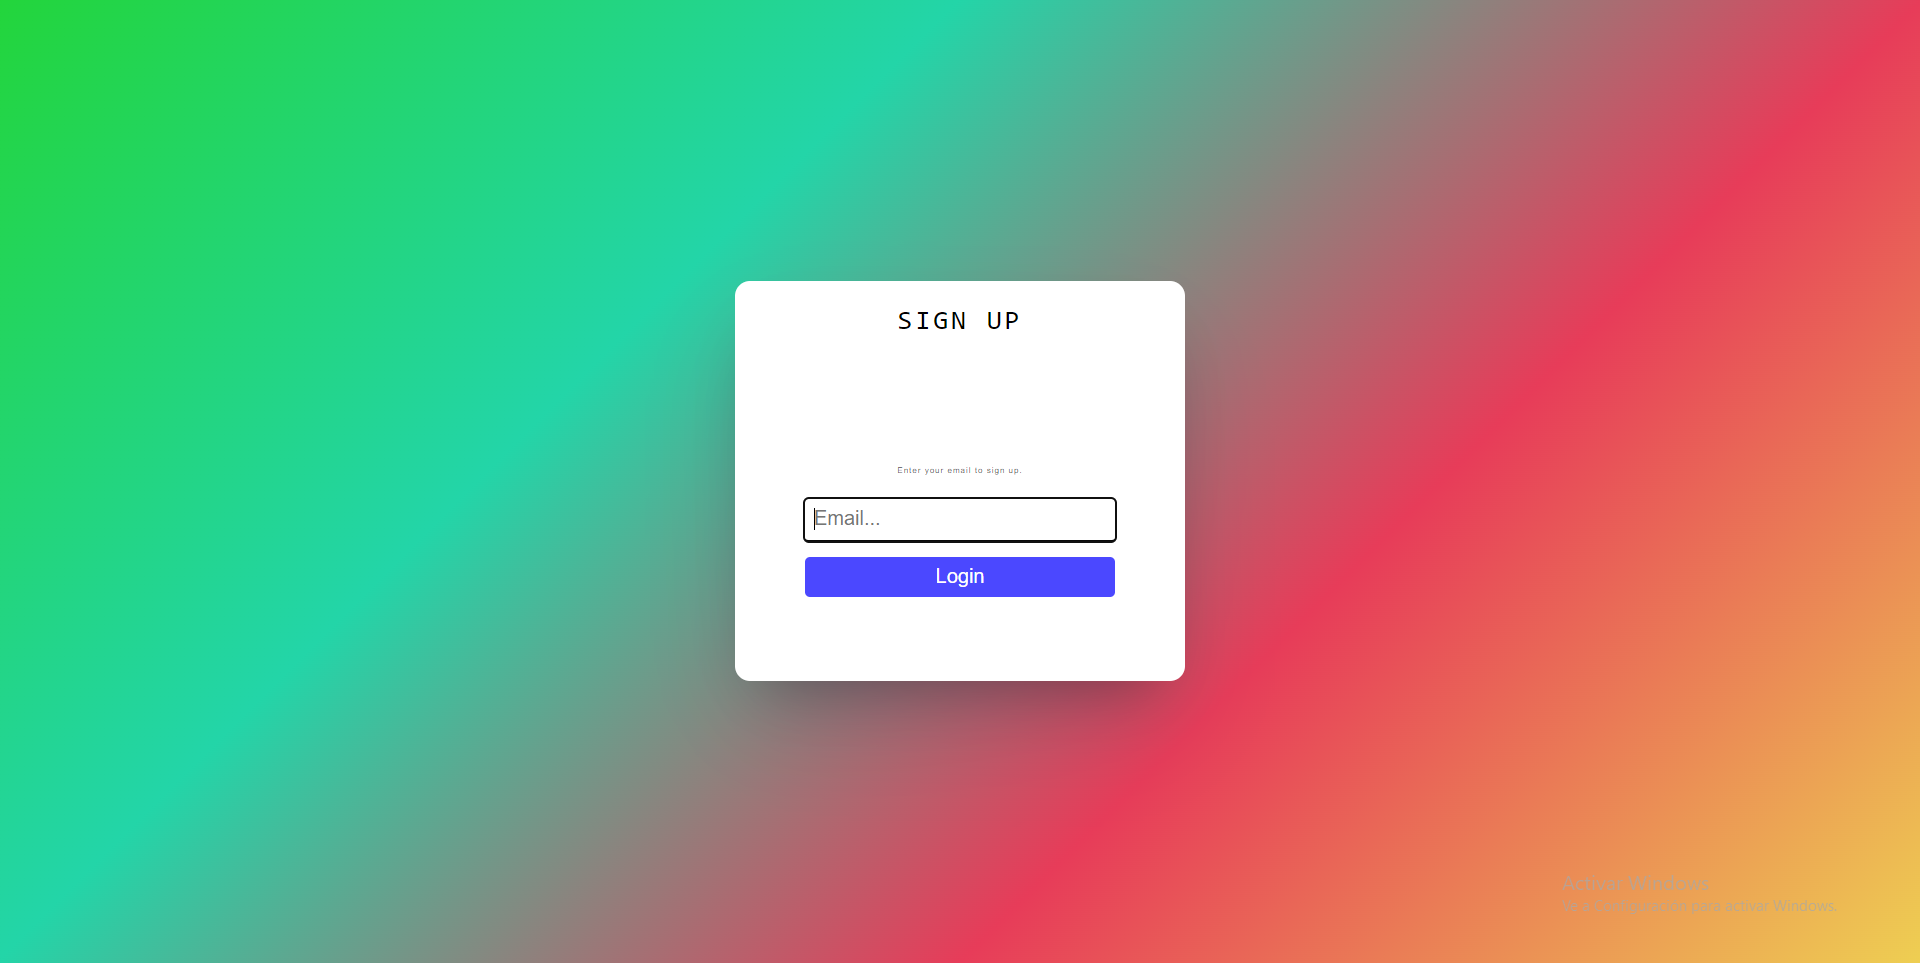 SIGN UP
Enter your email to sign up.
Email...
Login
Activar Windows
Ve a Configuración para activar Windows.